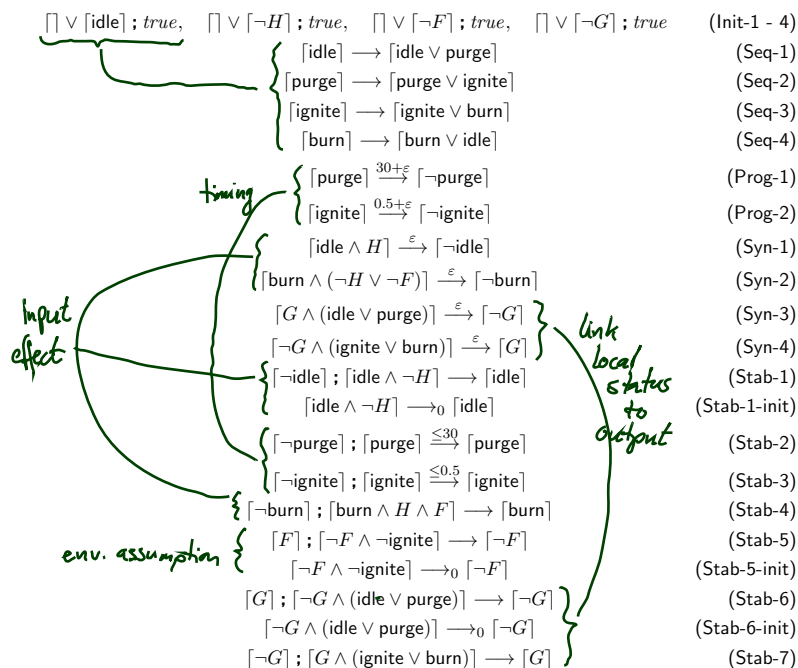 ⌈⌉ ∨ ⌈idle⌉ ; true, ⌈⌉ ∨ ⌈¬H⌉ ; true, ⌈⌉ ∨ ⌈¬F⌉ ; true, ⌈⌉ ∨ ⌈¬G⌉ ; true (Init-1 - 4)
⌈idle⌉ ⟶ ⌈idle ∨ purge⌉ (Seq-1)
⌈purge⌉ ⟶ ⌈purge ∨ ignite⌉ (Seq-2)
⌈ignite⌉ ⟶ ⌈ignite ∨ burn⌉ (Seq-3)
⌈burn⌉ ⟶ ⌈burn ∨ idle⌉ (Seq-4)
timing
⌈purge⌉ ⟶^{30+ε} ⌈¬purge⌉ (Prog-1)
⌈ignite⌉ ⟶^{0.5+ε} ⌈¬ignite⌉ (Prog-2)
⌈idle ∧ H⌉ ⟶^{ε} ⌈¬idle⌉ (Syn-1)
⌈burn ∧ (¬H ∨ ¬F)⌉ ⟶^{ε} ⌈¬burn⌉ (Syn-2)
input
effect
⌈G ∧ (idle ∨ purge)⌉ ⟶^{ε} ⌈¬G⌉ (Syn-3)
⌈¬G ∧ (ignite ∨ burn)⌉ ⟶^{ε} ⌈G⌉ (Syn-4)
link
local
status
to
output
⌈¬idle⌉ ; ⌈idle ∧ ¬H⌉ ⟶ ⌈idle⌉ (Stab-1)
⌈idle ∧ ¬H⌉ ⟶₀ ⌈idle⌉ (Stab-1-init)
⌈¬purge⌉ ; ⌈purge⌉ ⟶^{≤30} ⌈purge⌉ (Stab-2)
⌈¬ignite⌉ ; ⌈ignite⌉ ⟶^{≤0.5} ⌈ignite⌉ (Stab-3)
⌈¬burn⌉ ; ⌈burn ∧ H ∧ F⌉ ⟶ ⌈burn⌉ (Stab-4)
env. assumption
⌈F⌉ ; ⌈¬F ∧ ¬ignite⌉ ⟶ ⌈¬F⌉ (Stab-5)
⌈¬F ∧ ¬ignite⌉ ⟶₀ ⌈¬F⌉ (Stab-5-init)
⌈G⌉ ; ⌈¬G ∧ (idle ∨ purge)⌉ ⟶ ⌈¬G⌉ (Stab-6)
⌈¬G ∧ (idle ∨ purge)⌉ ⟶₀ ⌈¬G⌉ (Stab-6-init)
⌈¬G⌉ ; ⌈G ∧ (ignite ∨ burn)⌉ ⟶ ⌈G⌉ (Stab-7)